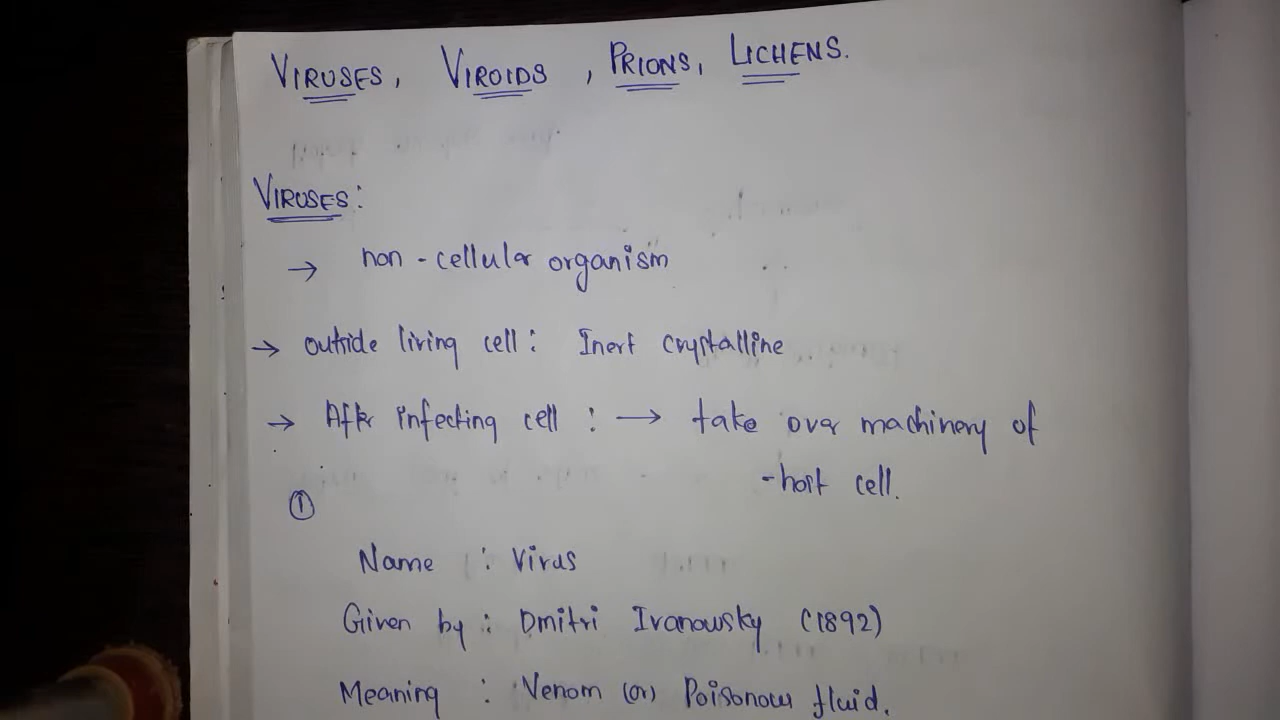 VIRUSES, VIROIDS, PRIONS, LICHENS.
VIRUSES:
→ non-cellular organism
→ outside living cell: Inert crystalline
→ After infecting cell: → take over machinery of
-host cell.
①
Name : Virus
Given by: Dmitri Ivanowsky (1892)
Meaning : Venom (or) Poisonous fluid.